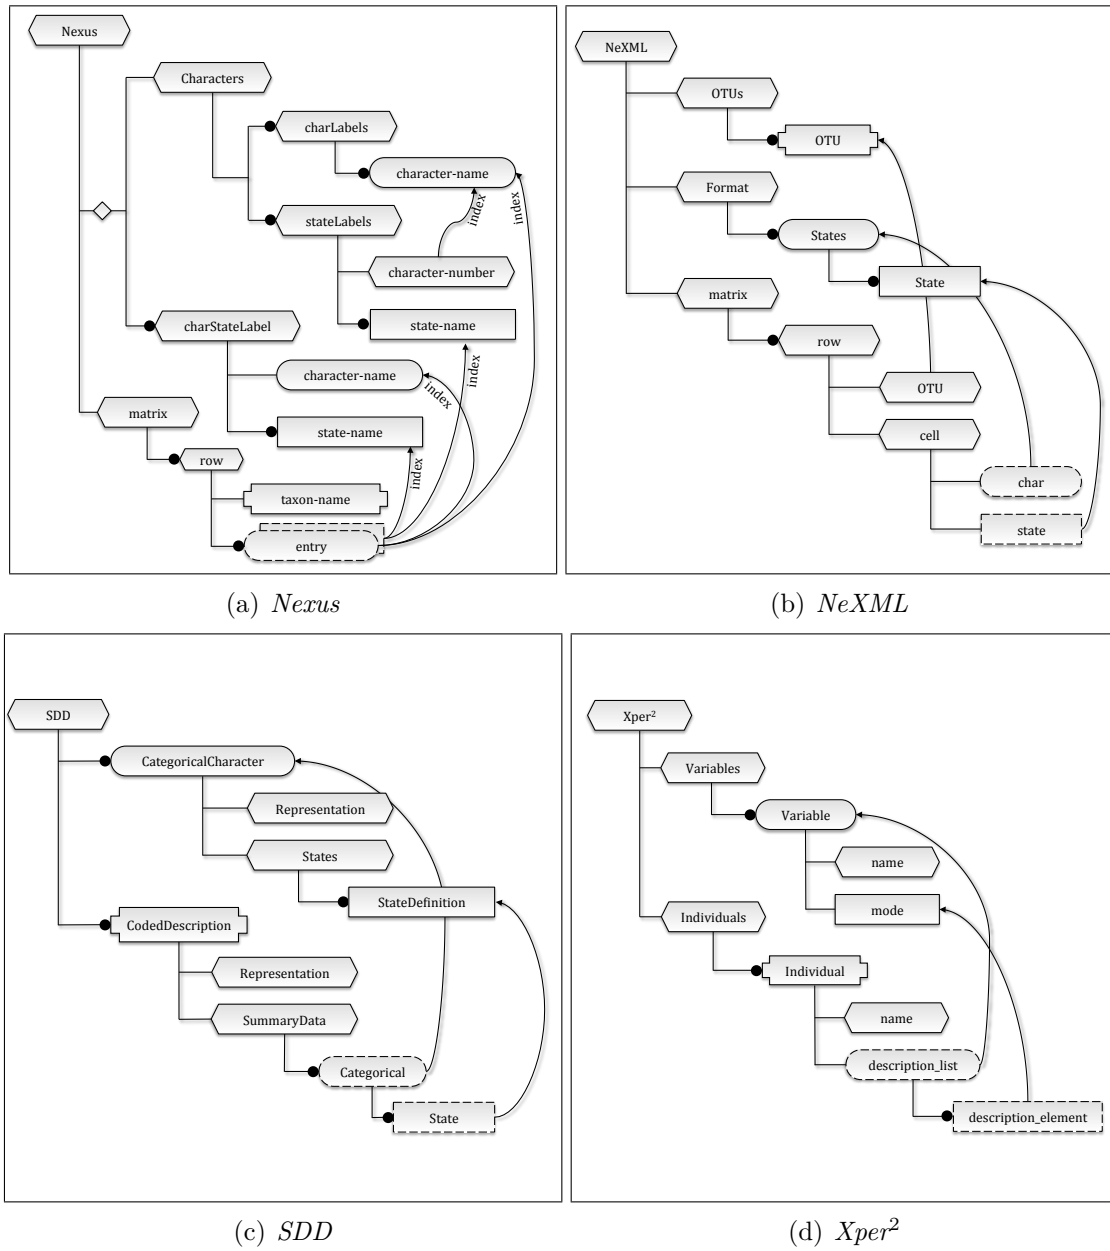 Nexus
Characters
charLabels
character-name
index
index
stateLabels
character-number
charStateLabel
state-name
index
character-name
index
matrix
state-name
row
index
taxon-name
entry
(a) Nexus
NeXML
OTUs
OTU
Format
States
State
matrix
row
OTU
cell
char
state
(b) NeXML
SDD
CategoricalCharacter
Representation
States
StateDefinition
CodedDescription
Representation
SummaryData
Categorical
State
(c) SDD
Xper²
Variables
Variable
name
mode
Individuals
Individual
name
description_list
description_element
(d) Xper²